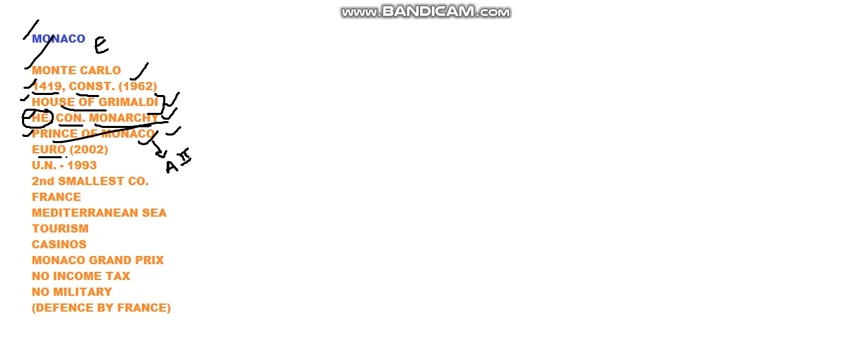 www.BANDICAM.com
MONACO
E
MONTE CARLO
1419, CONST. (1962)
HOUSE OF GRIMALDI
HE. CON. MONARCHY
PRINCE OF MONACO
EURO (2002)
A II
U.N. - 1993
2nd SMALLEST CO.
FRANCE
MEDITERRANEAN SEA
TOURISM
CASINOS
MONACO GRAND PRIX
NO INCOME TAX
NO MILITARY
(DEFENCE BY FRANCE)